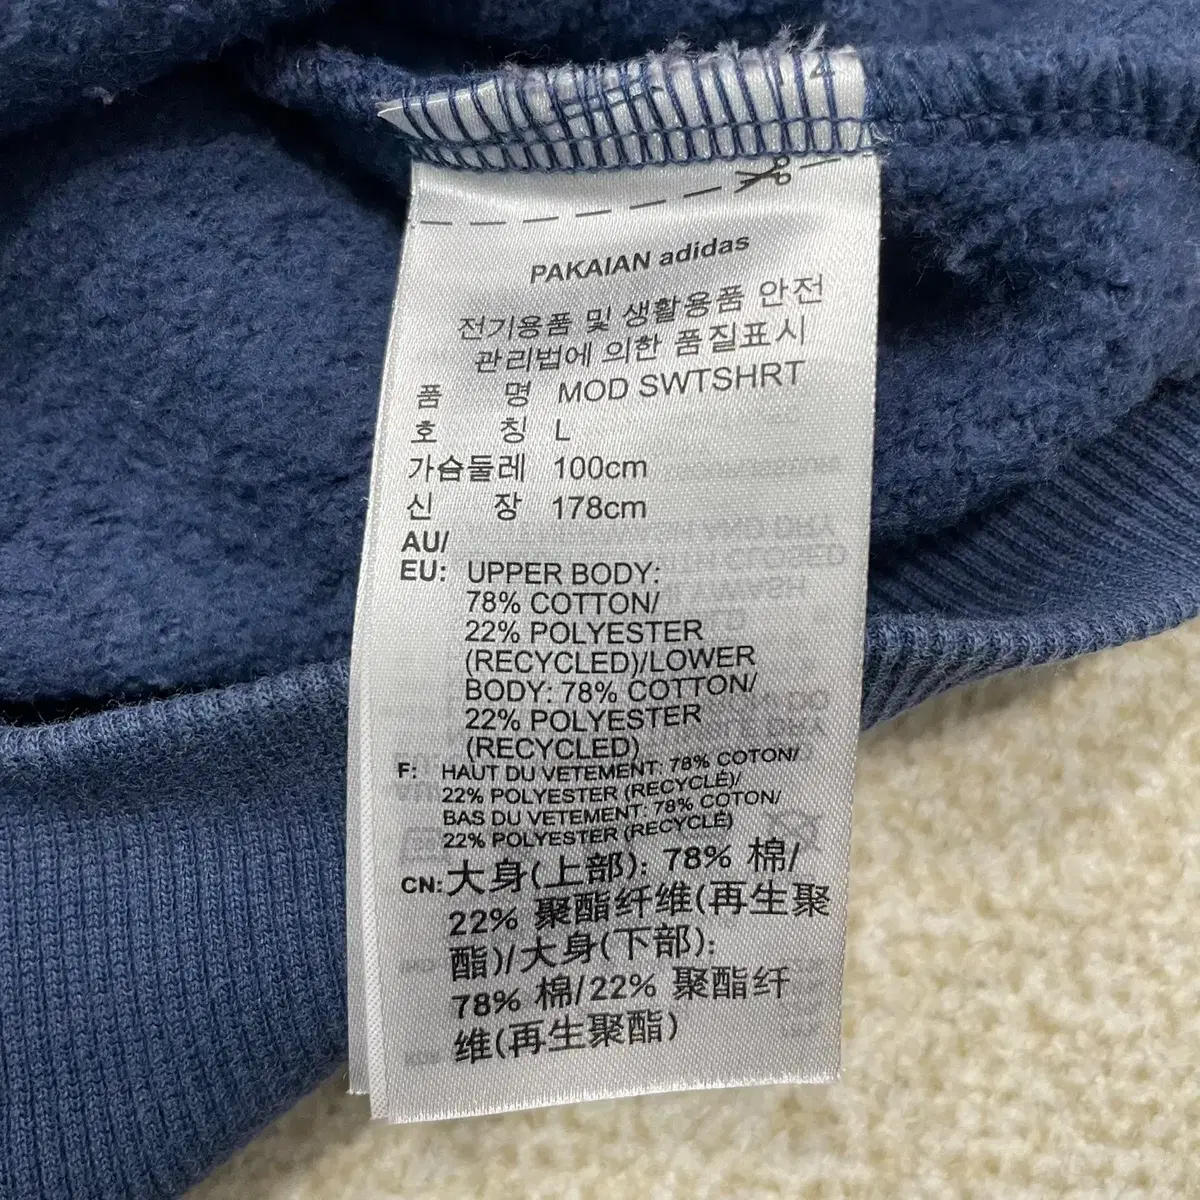 PAKAIAN adidas
전기용품 및 생활용품 안전
관리법에 의한 품질표시
품 명 MOD SWTSHRT
호 칭 L
가슴둘레 100cm
신 장 178cm
AU/
EU: UPPER BODY:
78% COTTON/
22% POLYESTER
(RECYCLED)/LOWER
BODY: 78% COTTON/
22% POLYESTER
(RECYCLED)
F: HAUT DU VETEMENT: 78% COTON/
22% POLYESTER (RECYCLÉ)/
BAS DU VETEMENT: 78% COTON/
22% POLYESTER (RECYCLÉ)
CN: 大身(上部): 78% 棉/
22% 聚酯纤维(再生聚
酯)/大身(下部):
78% 棉/22% 聚酯纤
维(再生聚酯)